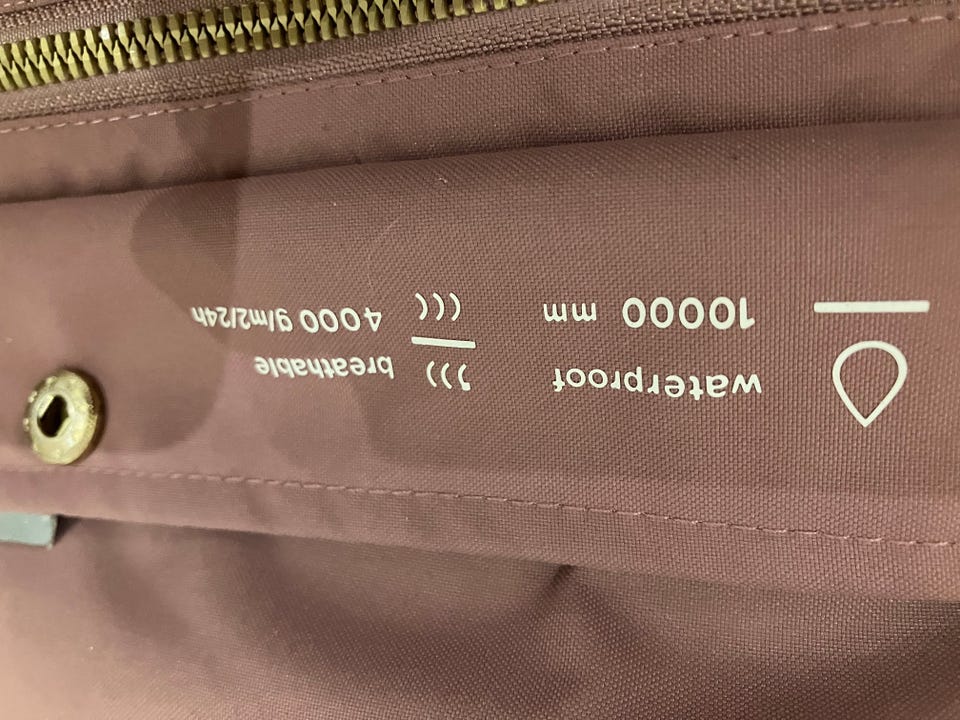 waterproof
10000 mm
breathable
4 000 g/m2/24h